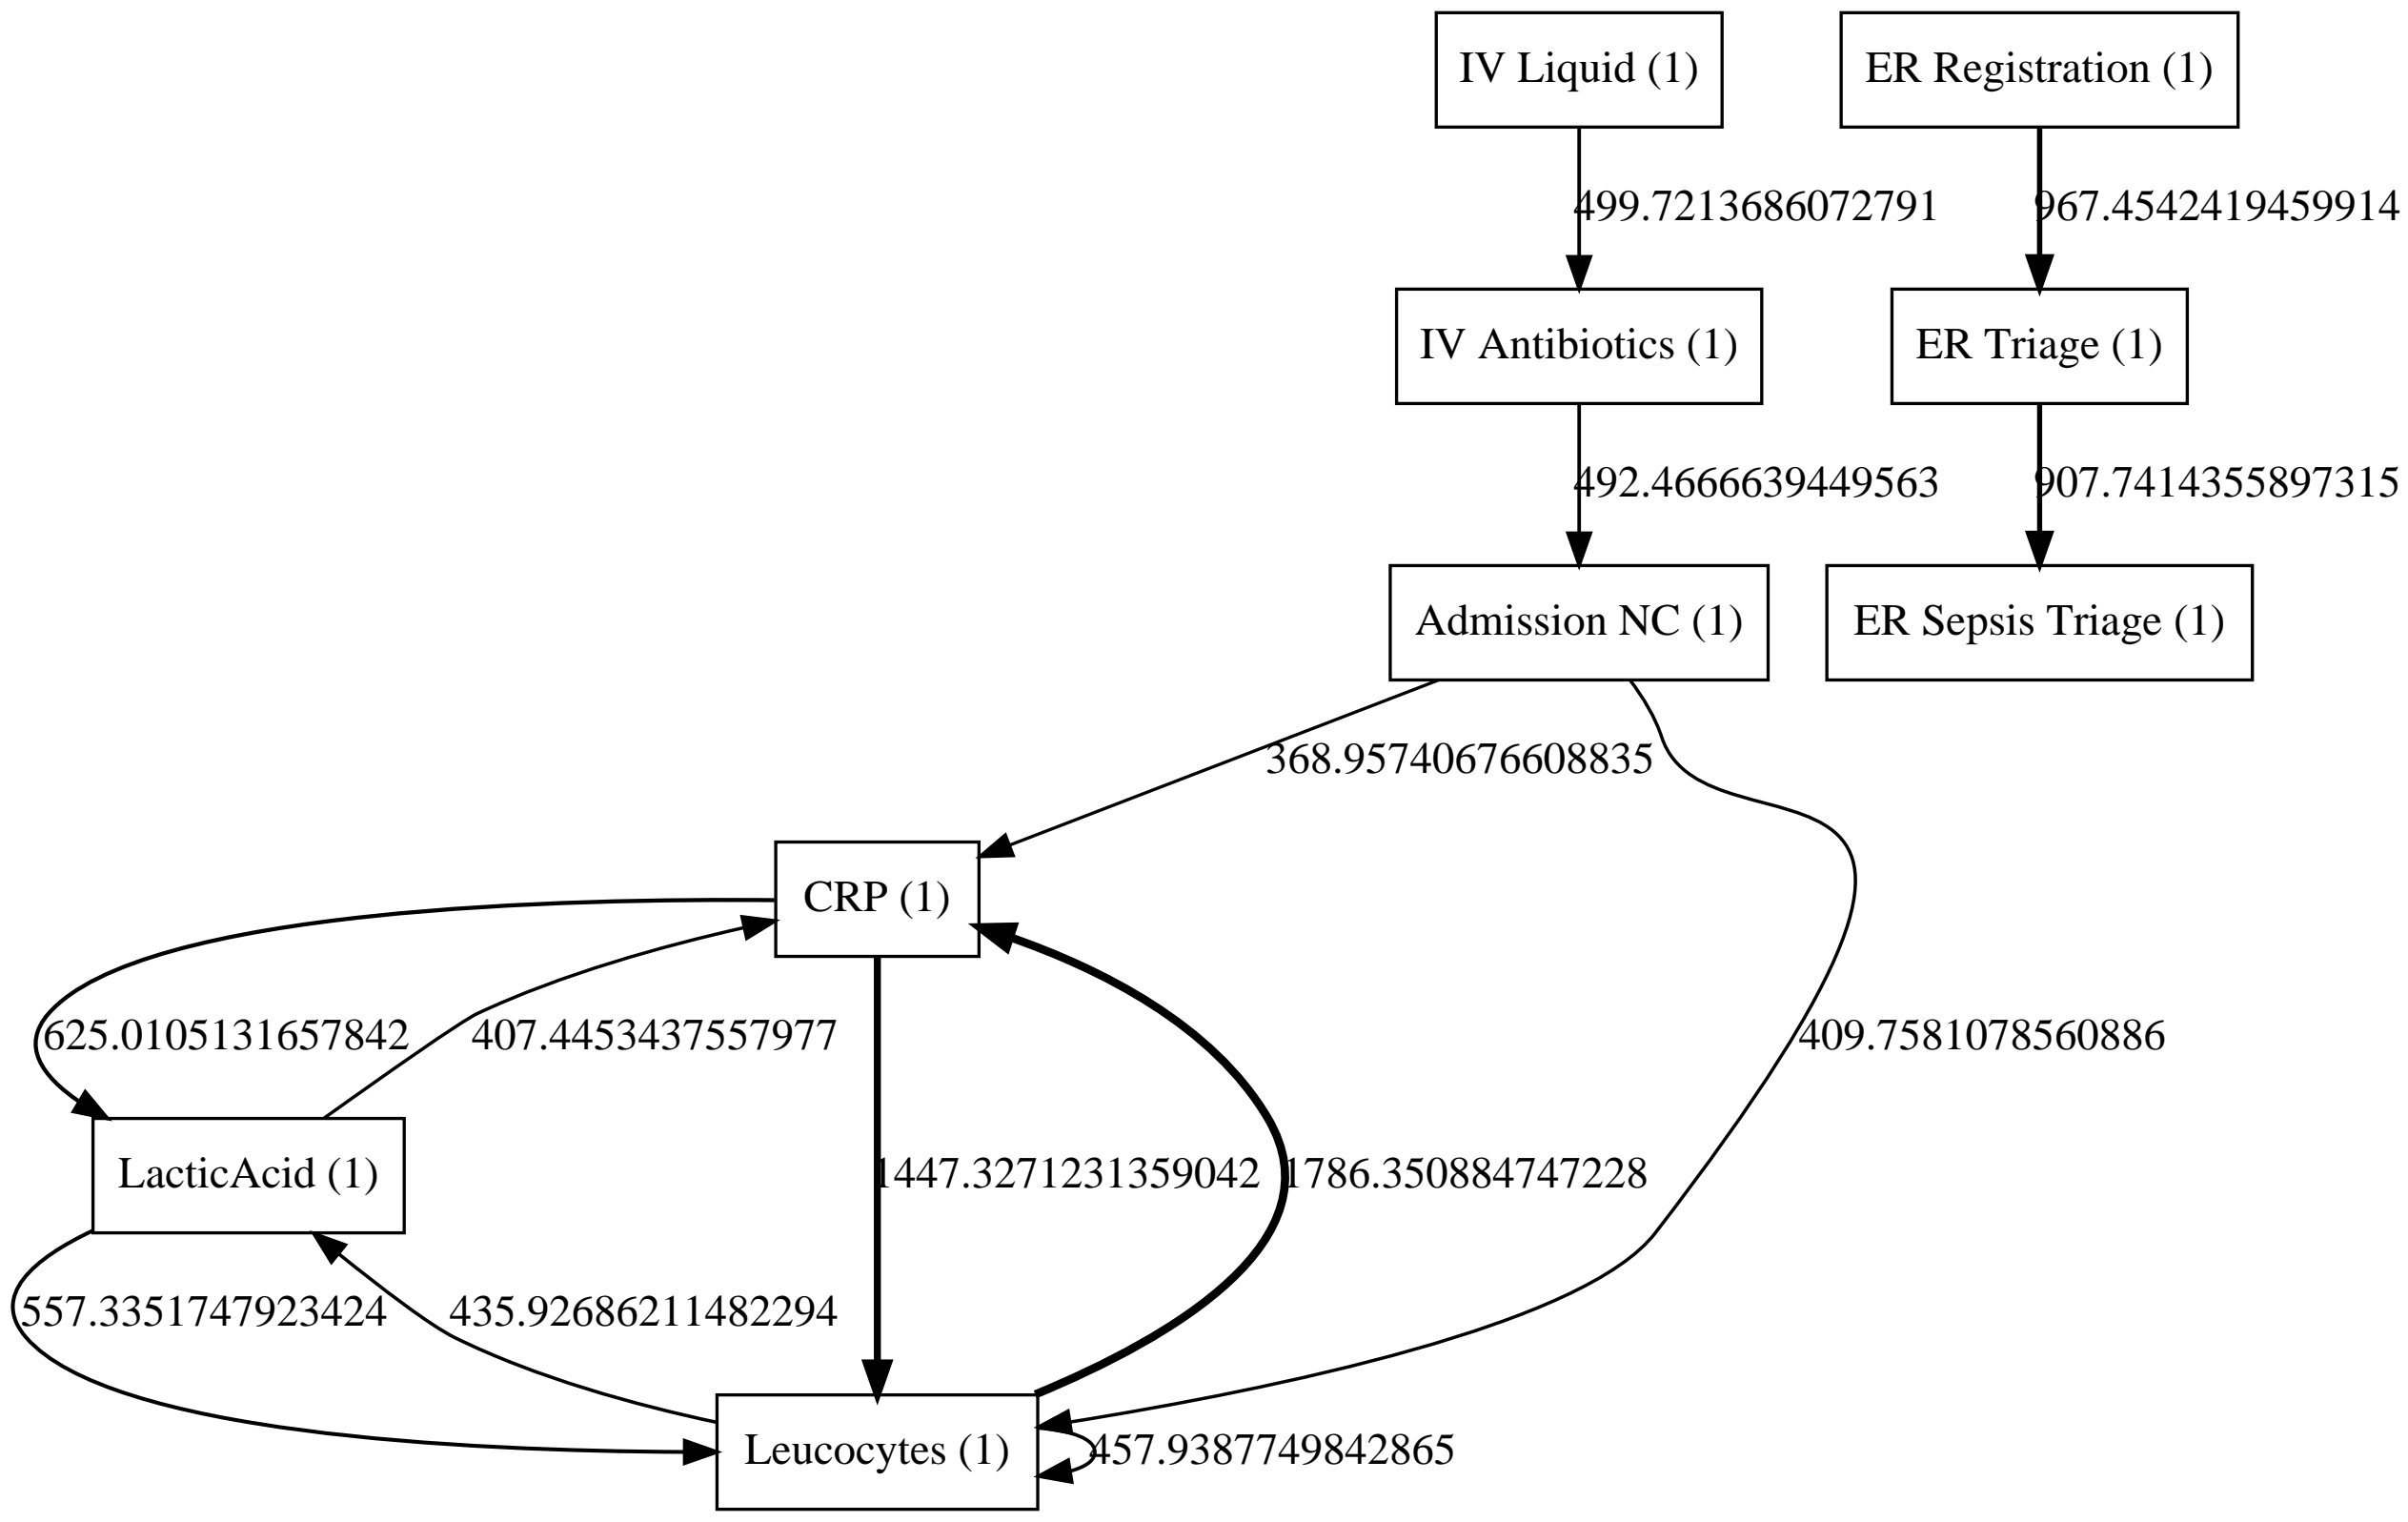 IV Liquid (1)
ER Registration (1)
499.7213686072791
967.4542419459914
IV Antibiotics (1)
ER Triage (1)
492.4666639449563
907.7414355897315
Admission NC (1)
ER Sepsis Triage (1)
368.95740676608835
CRP (1)
625.0105131657842
407.4453437557977
409.7581078560886
LacticAcid (1)
1447.3271231359042
1786.350884747228
557.3351747923424
435.92686211482294
Leucocytes (1)
457.9387749842865